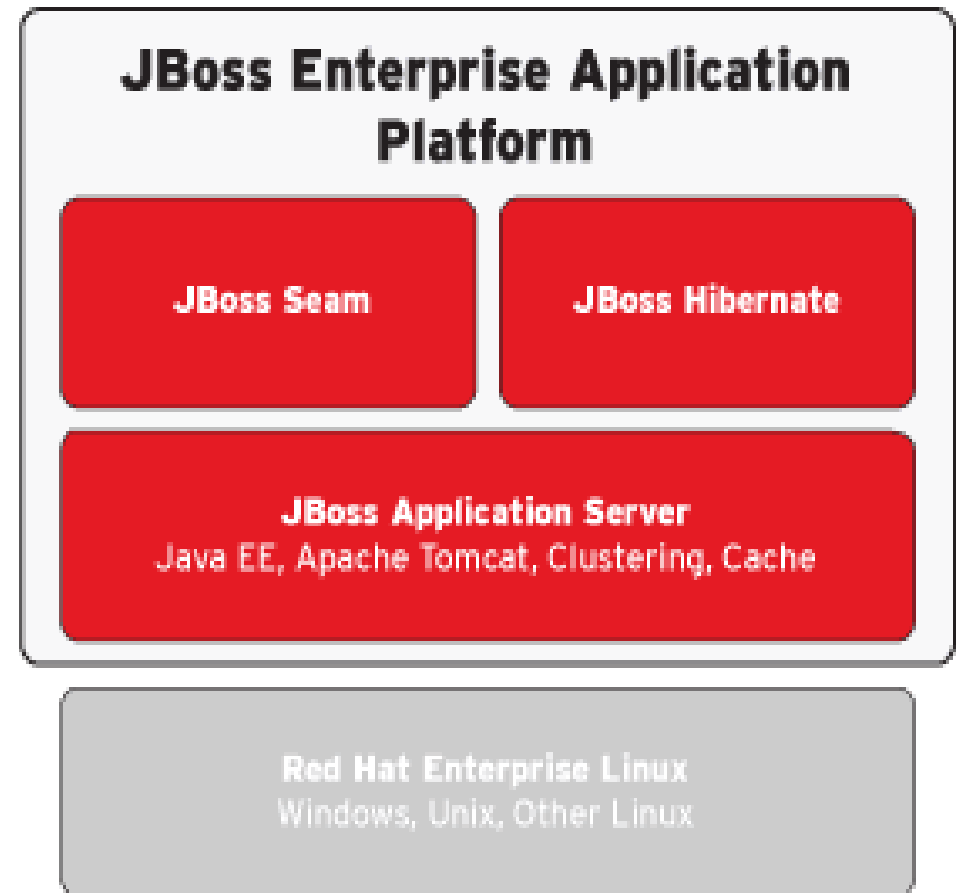 JBoss Enterprise Application
Platform
JBoss Seam
JBoss Hibernate
JBoss Application Server
Java EE, Apache Tomcat, Clustering, Cache
Red Hat Enterprise Linux
Windows, Unix, Other Linux